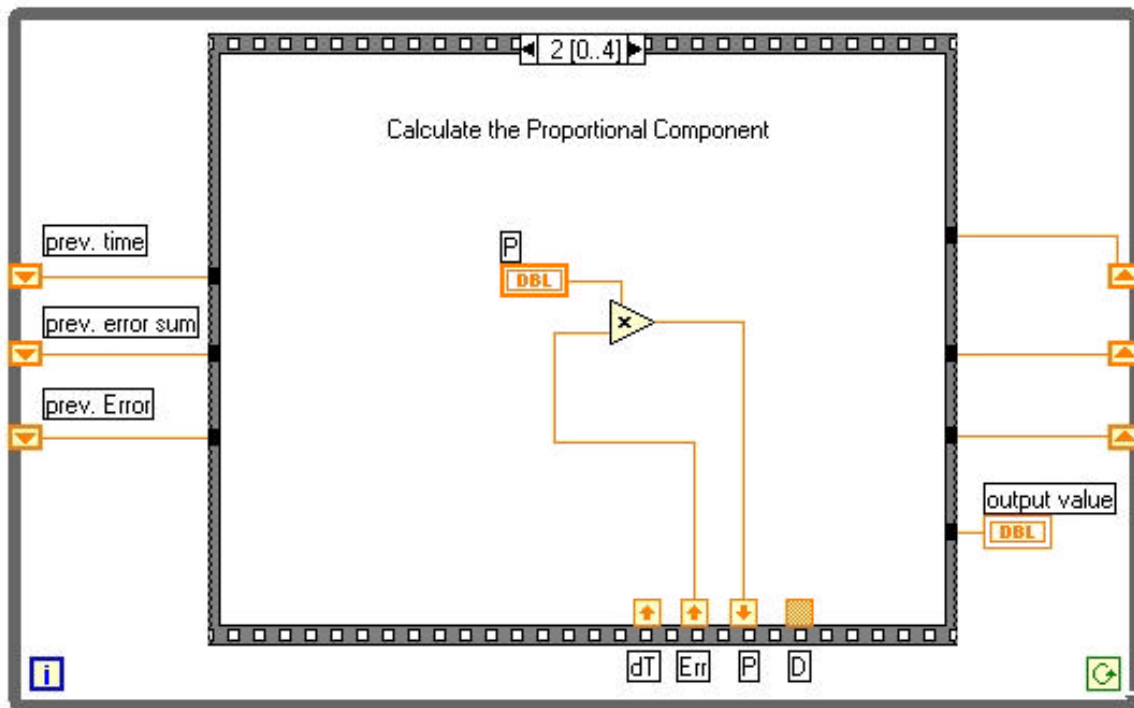 2 [0..4]
Calculate the Proportional Component
prev. time
P
DBL
prev. error sum
x
prev. Error
output value
DBL
dT Err P D
i